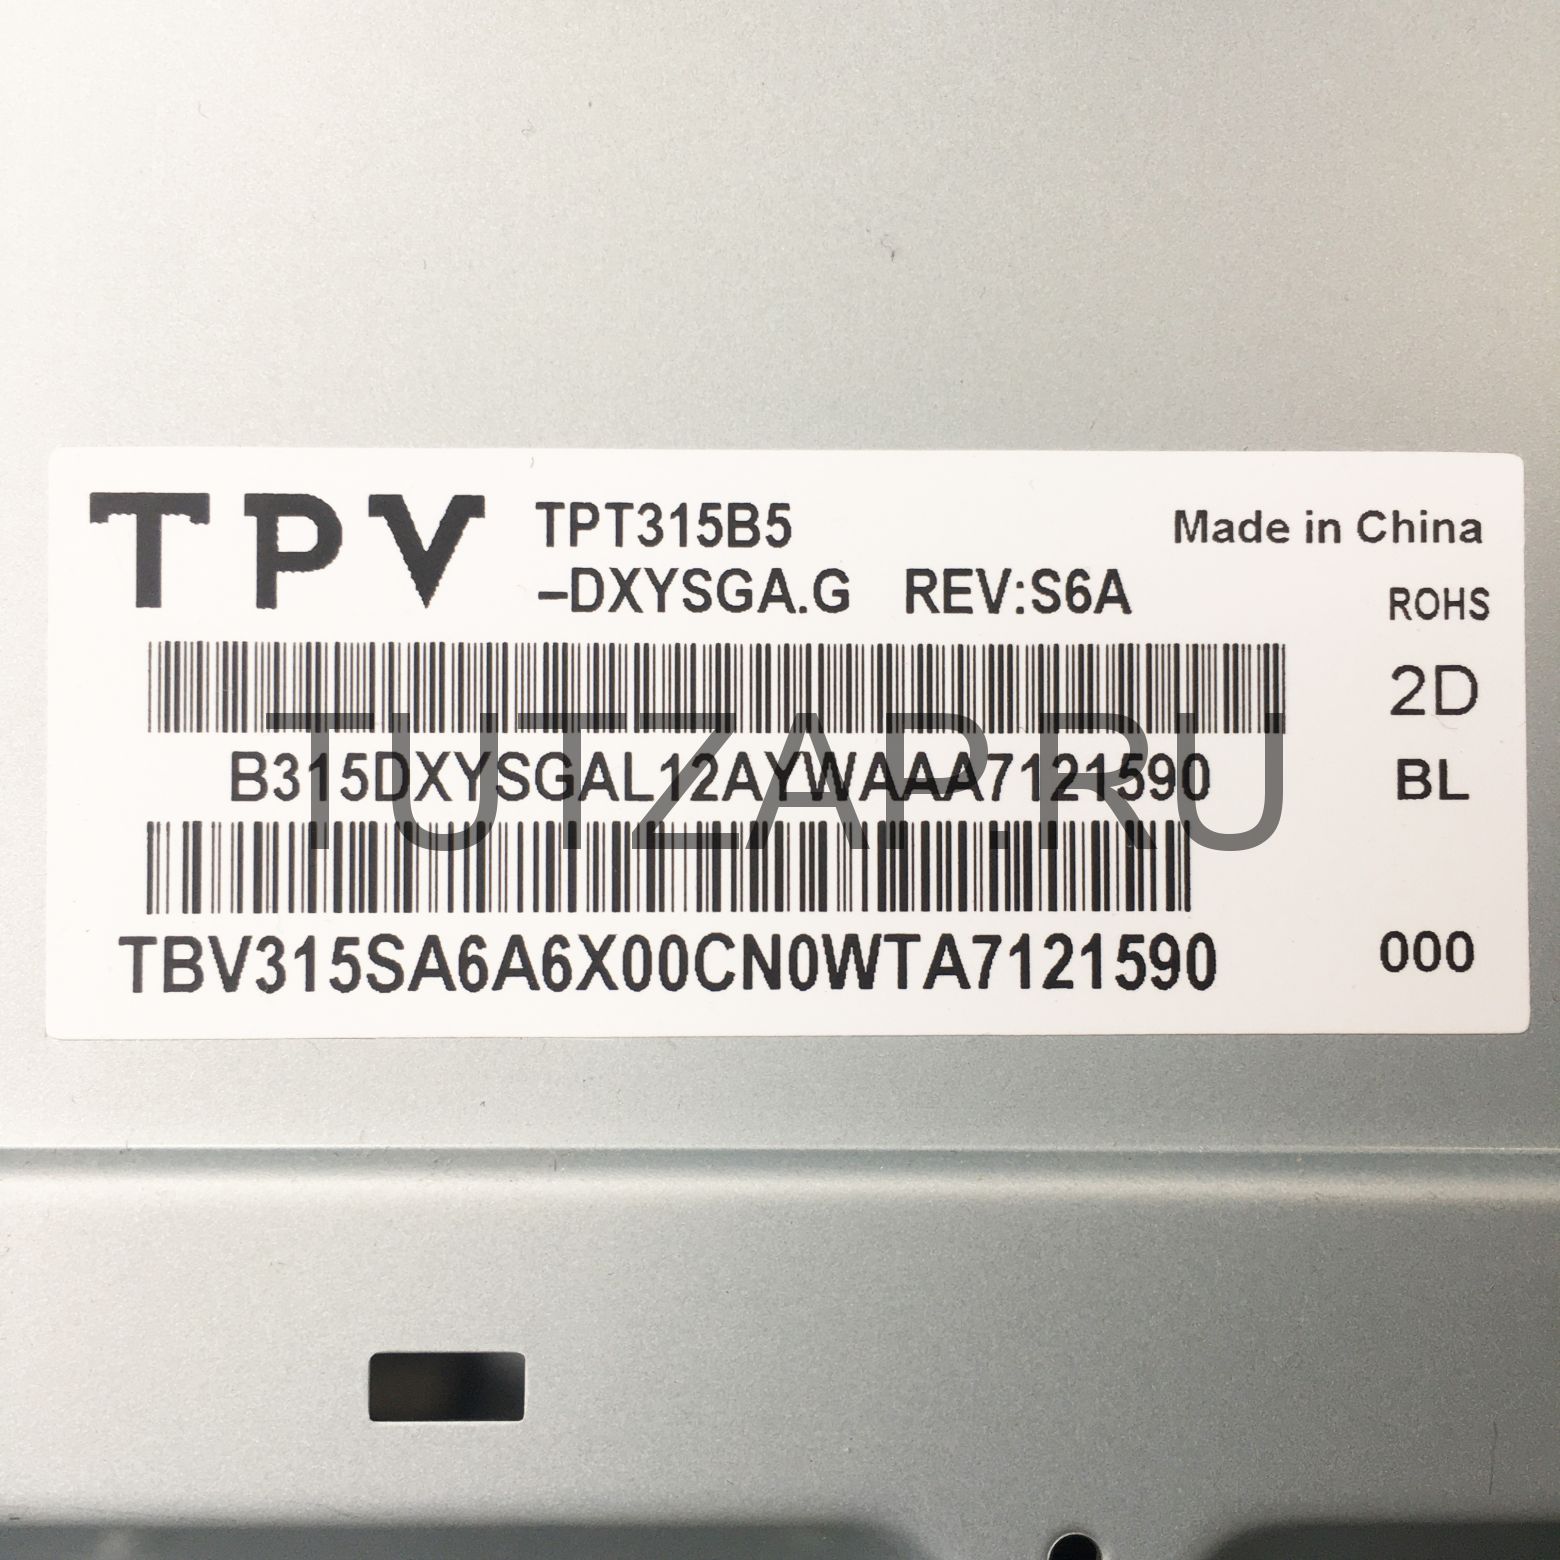 TPV TPT315B5 Made in China
–DXYSGA.G REV:S6A ROHS
2D
TUTZAP.RU
B315DXYSGAL12AYWAAA7121590 BL
TBV315SA6A6X00CN0WTA7121590 000